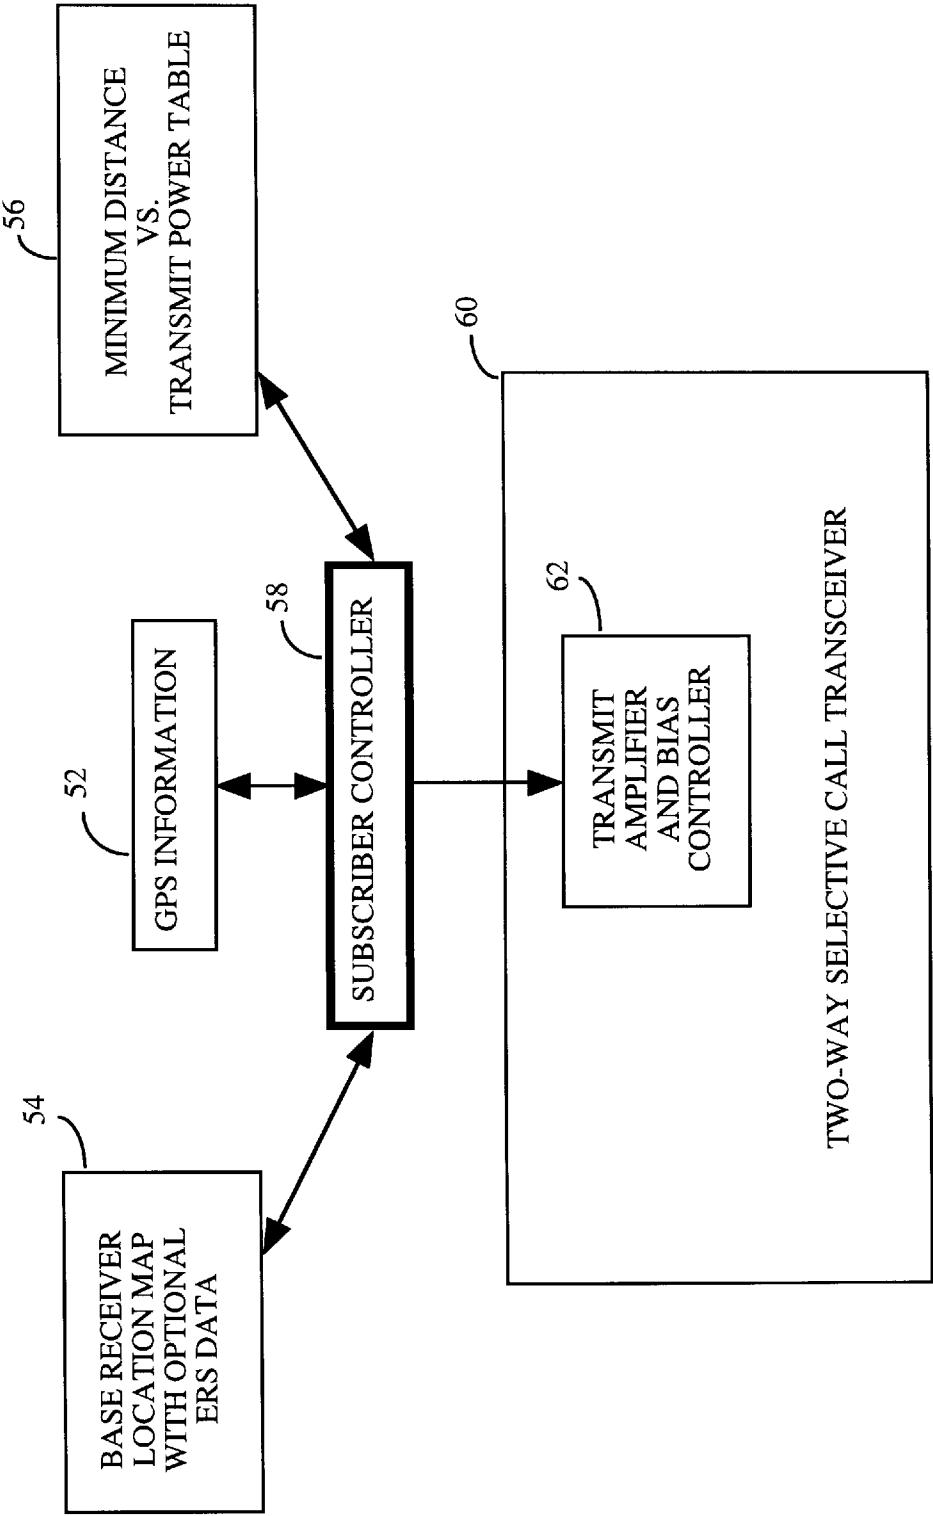 54
BASE RECEIVER
LOCATION MAP
WITH OPTIONAL
ERS DATA
52
GPS INFORMATION
56
MINIMUM DISTANCE
VS.
TRANSMIT POWER TABLE
58
SUBSCRIBER CONTROLLER
60
62
TRANSMIT
AMPLIFIER
AND BIAS
CONTROLLER
TWO-WAY SELECTIVE CALL TRANSCEIVER